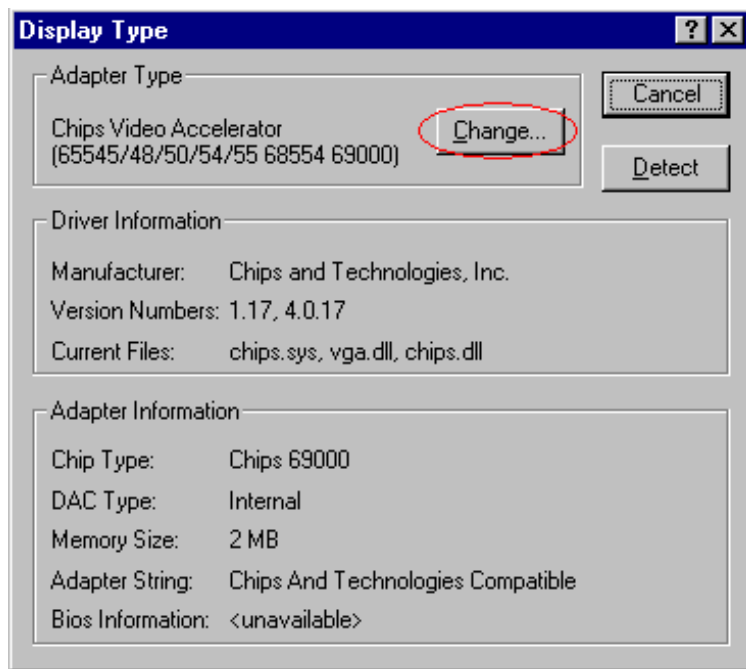 Display Type
Adapter Type
Chips Video Accelerator
(65545/48/50/54/55 68554 69000)
Change...
Cancel
Detect
Driver Information
Manufacturer: Chips and Technologies, Inc.
Version Numbers: 1.17, 4.0.17
Current Files: chips.sys, vga.dll, chips.dll
Adapter Information
Chip Type: Chips 69000
DAC Type: Internal
Memory Size: 2 MB
Adapter String: Chips And Technologies Compatible
Bios Information: <unavailable>